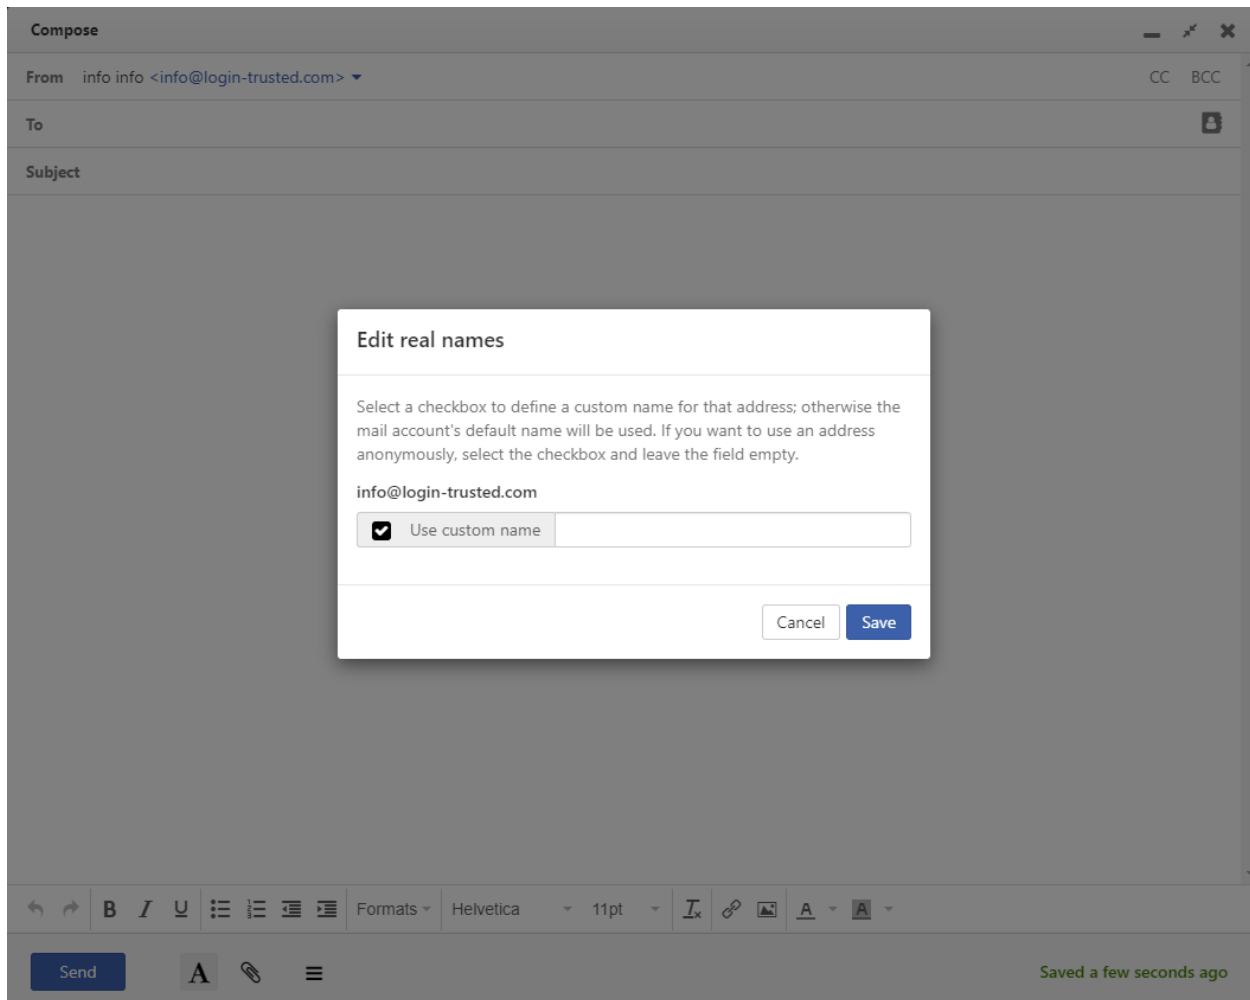 Compose
From info info <info@login-trusted.com> CC BCC
To
Subject
Edit real names
Select a checkbox to define a custom name for that address; otherwise the
mail account's default name will be used. If you want to use an address
anonymously, select the checkbox and leave the field empty.
info@login-trusted.com
Use custom name
Cancel Save
B I U Formats Helvetica 11pt Tx A A
Send A Saved a few seconds ago